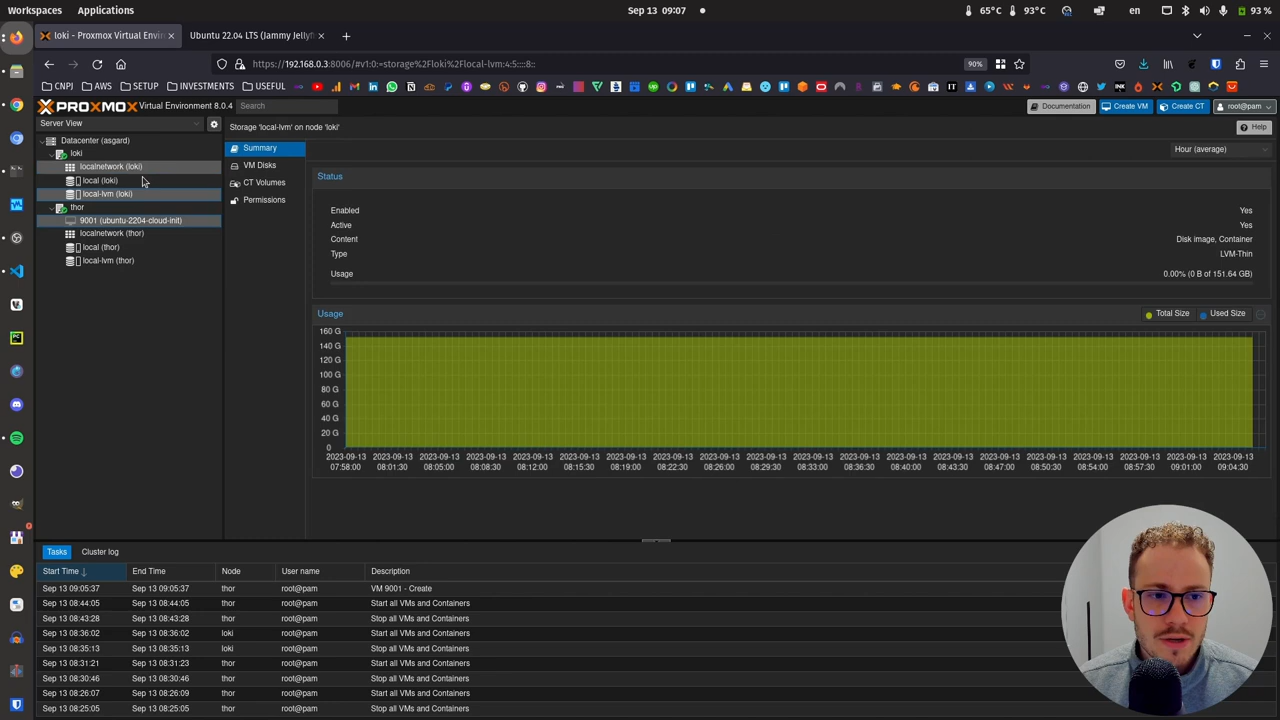 Workspaces Applications Sep 13 09:07 65°C 93°C en 93 %
loki - Proxmox Virtual Envir Ubuntu 22.04 LTS (Jammy Jellyf
https://192.168.0.3:8006/#v1:0:=storage%2Floki%2Flocal-lvm:4:5::::8:: 90%
CNPJ AWS SETUP INVESTMENTS USEFUL
PROXMOX Virtual Environment 8.0.4 Search Documentation Create VM Create CT root@pam
Server View Storage 'local-lvm' on node 'loki' Help
Datacenter (asgard)
loki
localnetwork (loki)
local (loki)
local-lvm (loki)
thor
9001 (ubuntu-2204-cloud-init)
localnetwork (thor)
local (thor)
local-lvm (thor)
Summary
VM Disks
CT Volumes
Permissions
Hour (average)
Status
Enabled Yes
Active Yes
Content Disk image, Container
Type LVM-Thin
Usage 0.00% (0 B of 151.64 GB)
Usage Total Size Used Size
160 G
140 G
120 G
100 G
80 G
60 G
40 G
20 G
0
2023-09-13 2023-09-13 2023-09-13 2023-09-13 2023-09-13 2023-09-13 2023-09-13 2023-09-13 2023-09-13 2023-09-13 2023-09-13 2023-09-13 2023-09-13 2023-09-13 2023-09-13 2023-09-13 2023-09-13 2023-09-13 2023-09-13
07:58:00 08:01:30 08:05:00 08:08:30 08:12:00 08:15:30 08:19:00 08:22:30 08:26:00 08:29:30 08:33:00 08:36:30 08:40:00 08:43:30 08:47:00 08:50:30 08:54:00 08:57:30 09:01:00 09:04:30
Tasks Cluster log
Start Time End Time Node User name Description
Sep 13 09:05:37 Sep 13 09:05:37 thor root@pam VM 9001 - Create
Sep 13 08:44:05 Sep 13 08:44:05 thor root@pam Start all VMs and Containers
Sep 13 08:43:28 Sep 13 08:43:28 thor root@pam Stop all VMs and Containers
Sep 13 08:36:02 Sep 13 08:36:02 loki root@pam Start all VMs and Containers
Sep 13 08:35:13 Sep 13 08:35:13 loki root@pam Stop all VMs and Containers
Sep 13 08:31:21 Sep 13 08:31:23 thor root@pam Start all VMs and Containers
Sep 13 08:30:46 Sep 13 08:30:46 thor root@pam Stop all VMs and Containers
Sep 13 08:26:07 Sep 13 08:26:09 thor root@pam Start all VMs and Containers
Sep 13 08:25:05 Sep 13 08:25:05 thor root@pam Stop all VMs and Containers